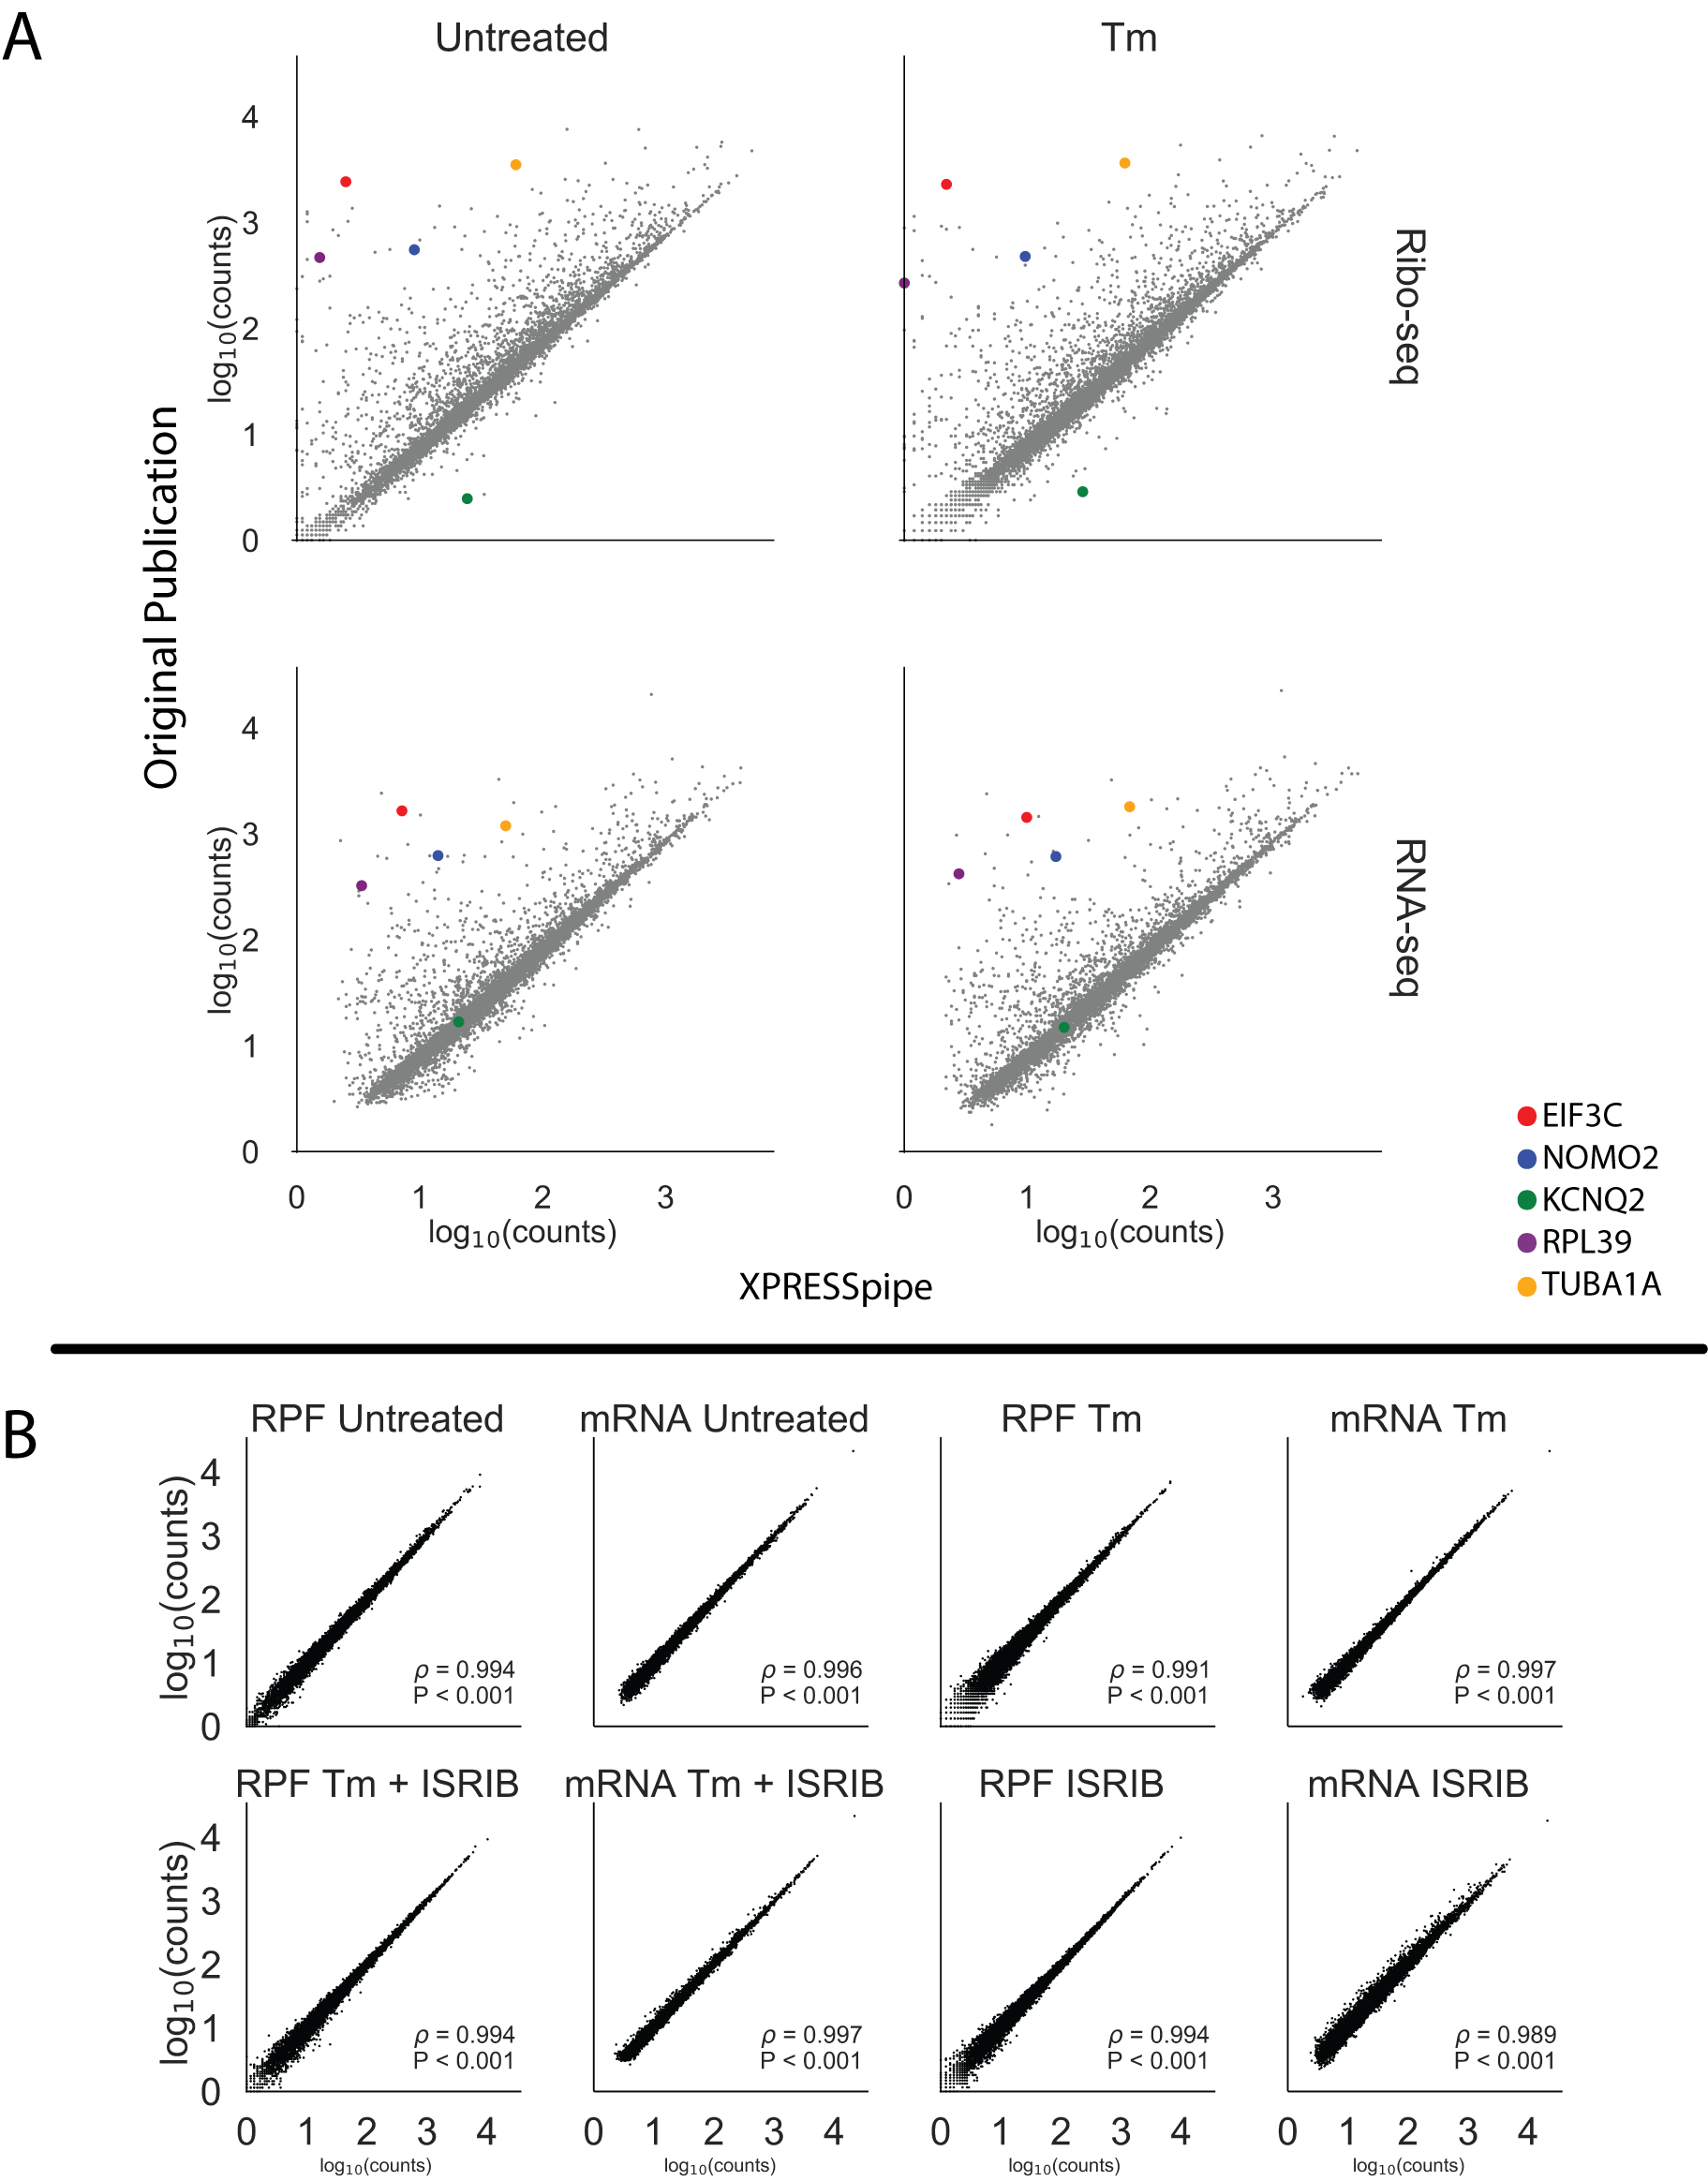 A
Untreated
Tm
4
3
2
1
0
log10(counts)
Ribo-seq
Original Publication
4
3
2
1
0
log10(counts)
RNA-seq
0 1 2 3
0 1 2 3
log10(counts)
log10(counts)
XPRESSpipe
EIF3C
NOMO2
KCNQ2
RPL39
TUBA1A
B
RPF Untreated
mRNA Untreated
RPF Tm
mRNA Tm
4
3
2
1
0
log10(counts)
ρ = 0.994
P < 0.001
ρ = 0.996
P < 0.001
ρ = 0.991
P < 0.001
ρ = 0.997
P < 0.001
RPF Tm + ISRIB
mRNA Tm + ISRIB
RPF ISRIB
mRNA ISRIB
4
3
2
1
0
log10(counts)
ρ = 0.994
P < 0.001
ρ = 0.997
P < 0.001
ρ = 0.994
P < 0.001
ρ = 0.989
P < 0.001
0 1 2 3 4
0 1 2 3 4
0 1 2 3 4
0 1 2 3 4
log10(counts)
log10(counts)
log10(counts)
log10(counts)